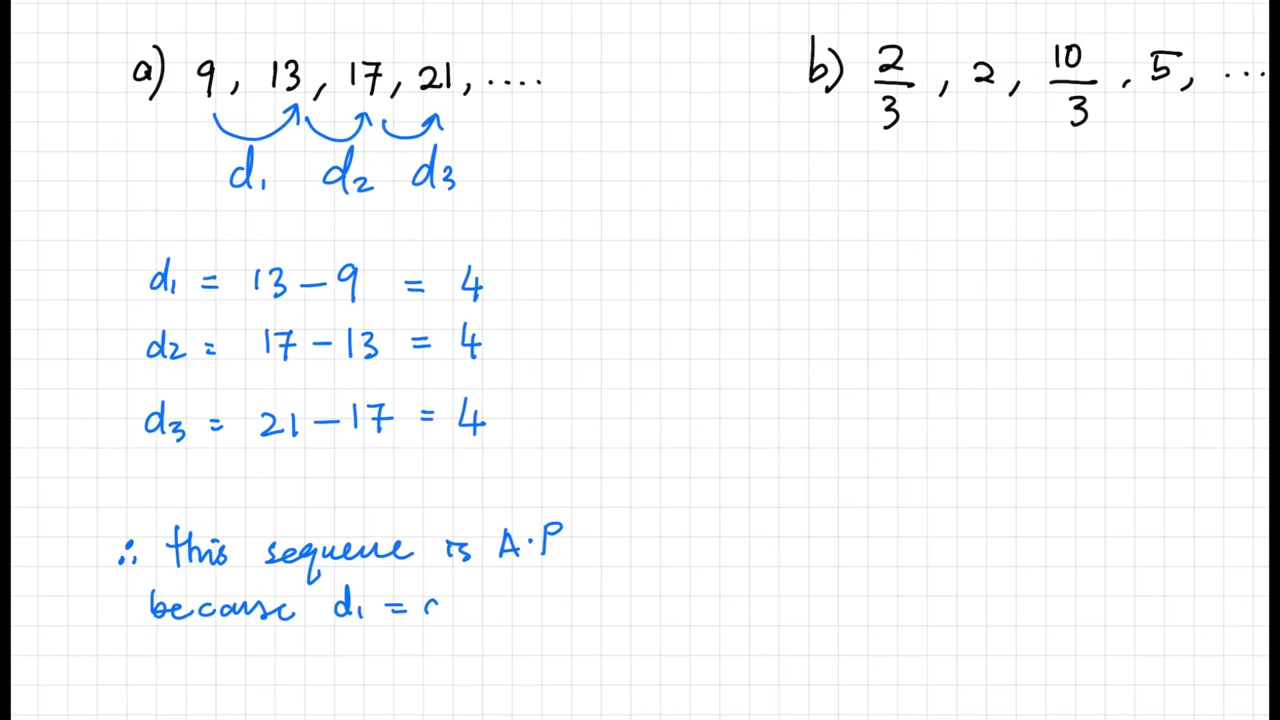 a) 9, 13, 17, 21, ....
d1 d2 d3
d1 = 13 - 9 = 4
d2 = 17 - 13 = 4
d3 = 21 - 17 = 4
∴ this sequene is A.P
because d1 =
b) 2/3, 2, 10/3, 5, ...